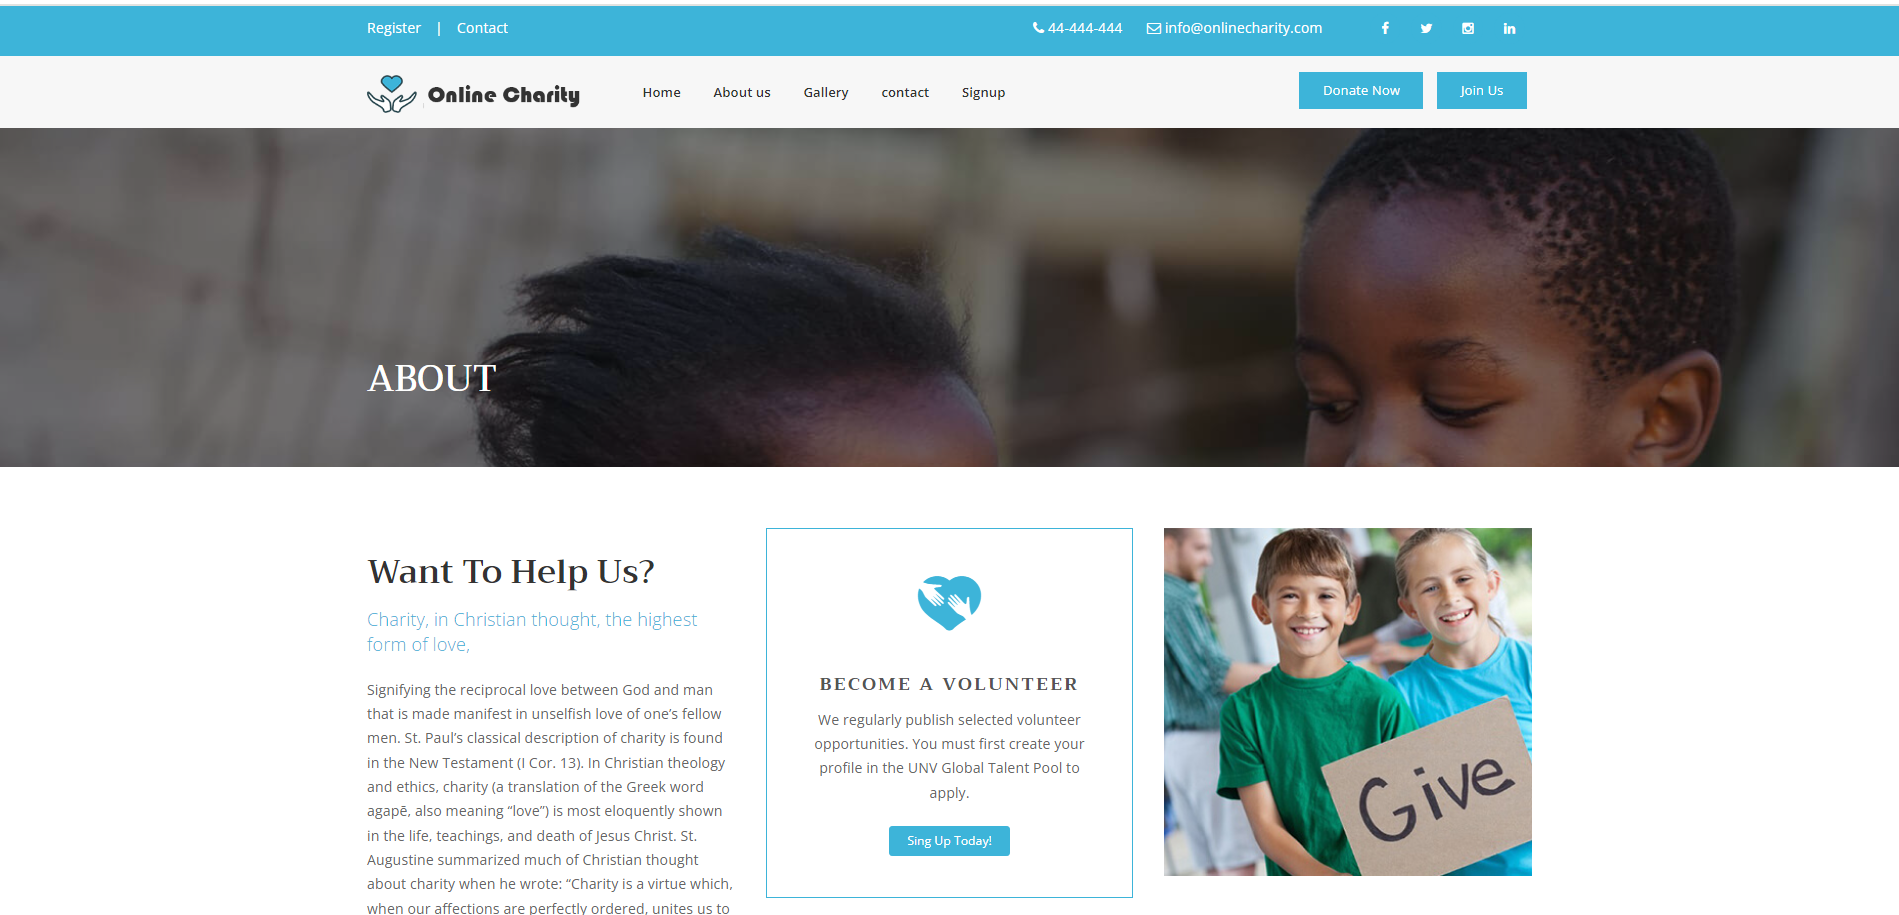 Register | Contact
44-444-444 info@onlinecharity.com
Online Charity
Home About us Gallery contact Signup
Donate Now Join Us
ABOUT
Want To Help Us?
Charity, in Christian thought, the highest
form of love,
Signifying the reciprocal love between God and man
that is made manifest in unselfish love of one’s fellow
men. St. Paul’s classical description of charity is found
in the New Testament (I Cor. 13). In Christian theology
and ethics, charity (a translation of the Greek word
agapē, also meaning “love”) is most eloquently shown
in the life, teachings, and death of Jesus Christ. St.
Augustine summarized much of Christian thought
about charity when he wrote: “Charity is a virtue which,
when our affections are perfectly ordered, unites us to
BECOME A VOLUNTEER
We regularly publish selected volunteer
opportunities. You must first create your
profile in the UNV Global Talent Pool to
apply.
Sing Up Today!
Give